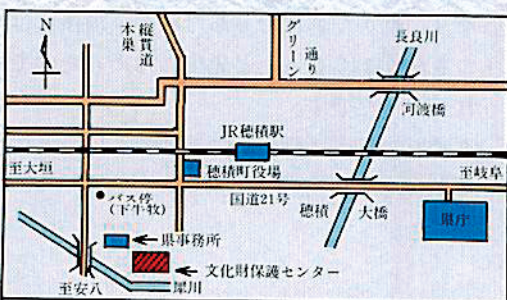 N
本巣
縦貫道
グリーン
通り
長良川
河渡橋
JR穂積駅
至大垣
穂積町役場
至岐阜
バス停
(下牛牧)
国道21号
穂積
大橋
県庁
県事務所
文化財保護センター
至安八
犀川